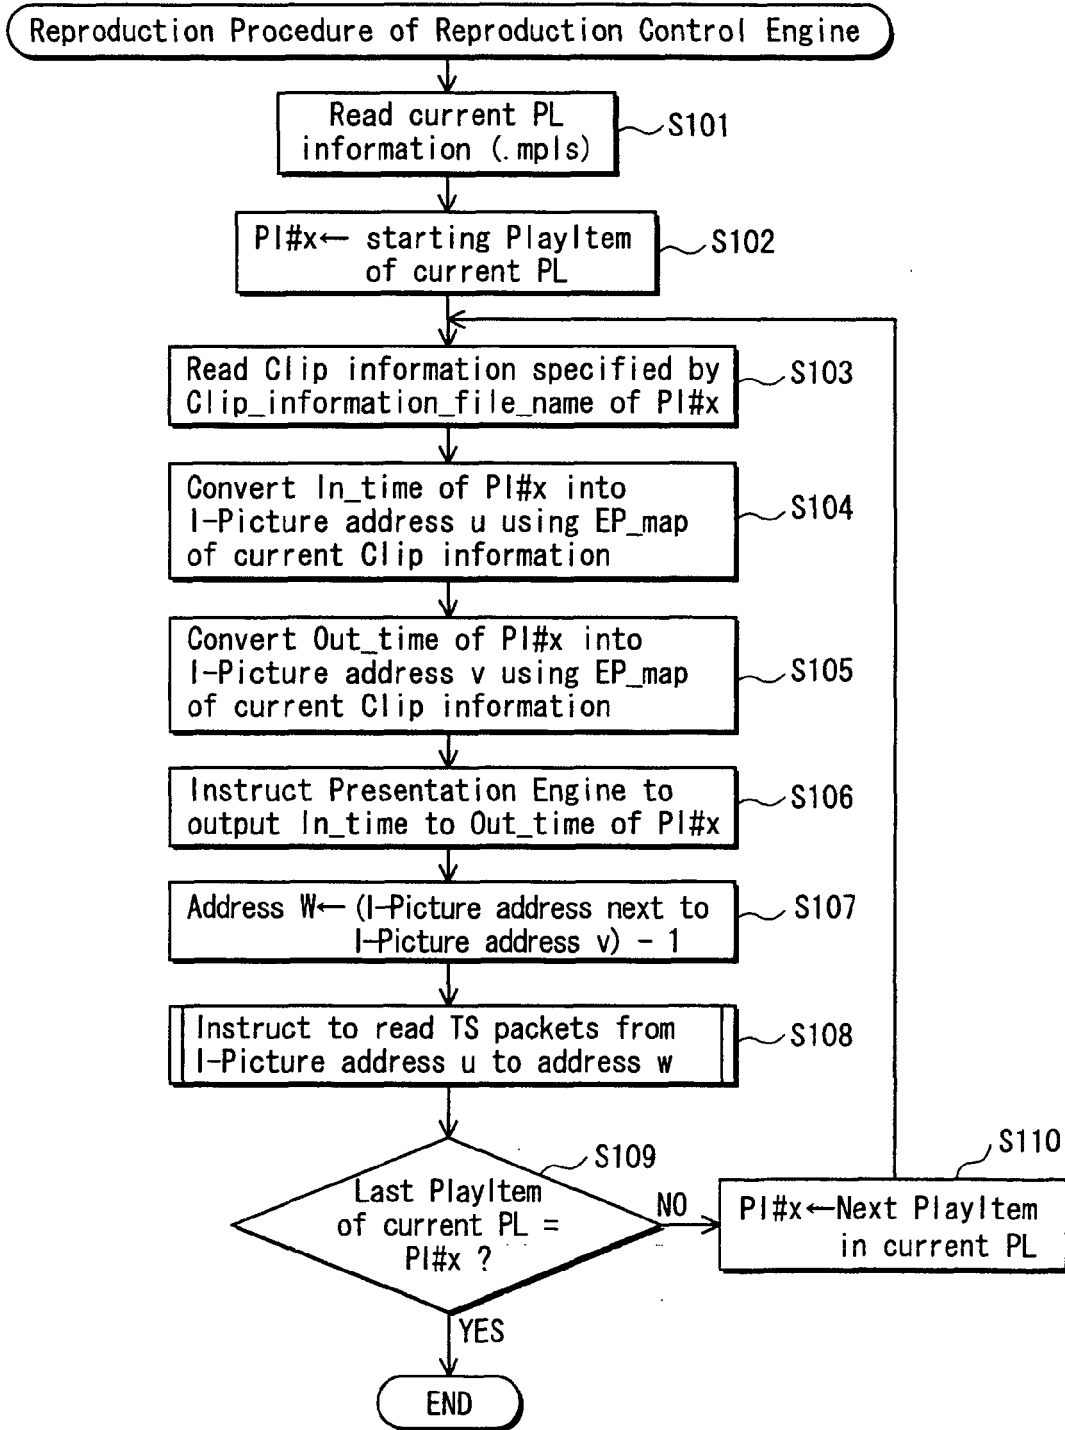 Reproduction Procedure of Reproduction Control Engine
Read current PL
information (.mpls)
S101
PI#x← starting PlayItem
of current PL
S102
Read Clip information specified by
Clip_information_file_name of PI#x
S103
Convert In_time of PI#x into
I-Picture address u using EP_map
of current Clip information
S104
Convert Out_time of PI#x into
I-Picture address v using EP_map
of current Clip information
S105
Instruct Presentation Engine to
output In_time to Out_time of PI#x
S106
Address W← (I-Picture address next to
I-Picture address v) - 1
S107
Instruct to read TS packets from
I-Picture address u to address w
S108
S109
Last PlayItem
of current PL =
PI#x ?
NO
S110
PI#x←Next PlayItem
in current PL
YES
END